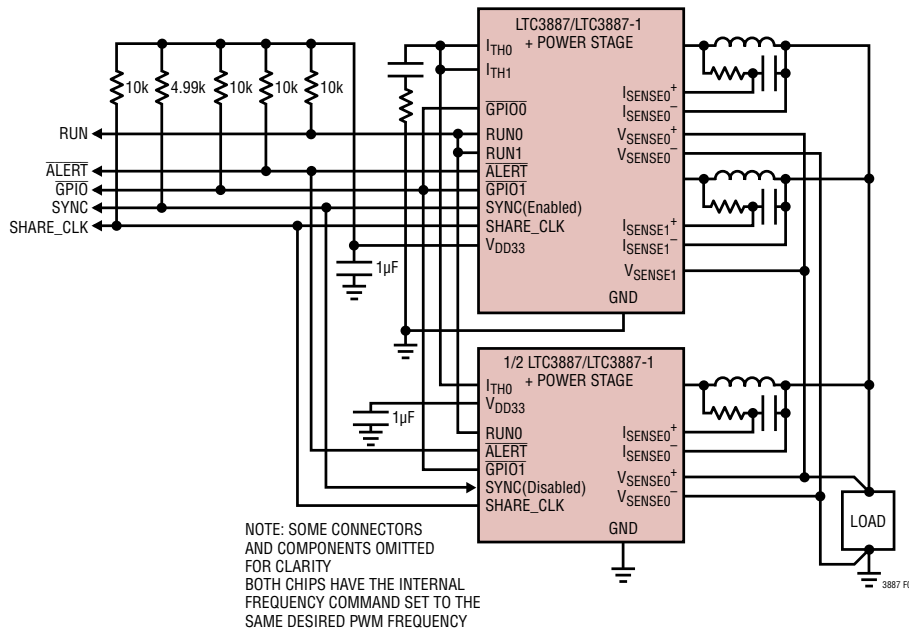 LTC3887/LTC3887-1
+ POWER STAGE
ITH0
ITH1
GPIO0
RUN0
RUN1
ALERT
GPIO1
SYNC(Enabled)
SHARE_CLK
VDD33
ISENSE0+
ISENSE0–
VSENSE0+
VSENSE0–
ISENSE1+
ISENSE1–
VSENSE1
GND
10k
4.99k
10k
10k
10k
RUN
ALERT
GPIO
SYNC
SHARE_CLK
1µF
1/2 LTC3887/LTC3887-1
+ POWER STAGE
ITH0
VDD33
RUN0
ALERT
GPIO1
SYNC(Disabled)
SHARE_CLK
ISENSE0+
ISENSE0–
VSENSE0+
VSENSE0–
GND
1µF
LOAD
NOTE: SOME CONNECTORS
AND COMPONENTS OMITTED
FOR CLARITY
BOTH CHIPS HAVE THE INTERNAL
FREQUENCY COMMAND SET TO THE
SAME DESIRED PWM FREQUENCY
3887